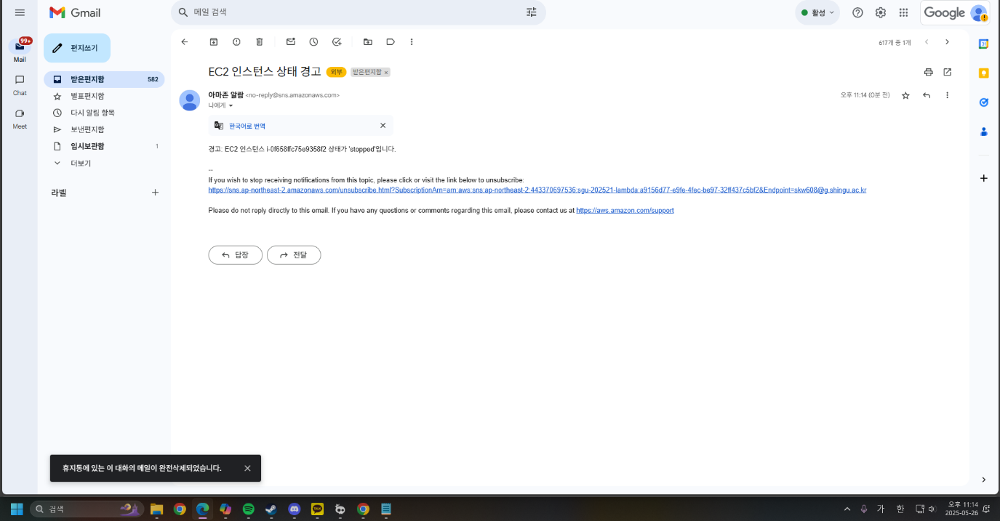 Gmail
메일 검색
활성
Google
99+
Mail
Chat
Meet
편지쓰기
받은편지함 582
별표편지함
다시 알림 항목
보낸편지함
임시보관함 1
더보기
라벨
617개 중 1개
EC2 인스턴스 상태 경고 외부 받은편지함 ×
아마존 알람 <no-reply@sns.amazonaws.com>
오후 11:14 (0분 전)
나에게
한국어로 번역
경고: EC2 인스턴스 i-0f658ffc75e9358f2 상태가 'stopped'입니다.
--
If you wish to stop receiving notifications from this topic, please click or visit the link below to unsubscribe:
https://sns.ap-northeast-2.amazonaws.com/unsubscribe.html?SubscriptionArn=arn:aws:sns:ap-northeast-2:443370697536:sgu-202521-lambda:a9156d77-e9fe-4fec-be97-32ff437c5bf2&Endpoint=skw608@g.shingu.ac.kr
Please do not reply directly to this email. If you have any questions or comments regarding this email, please contact us at https://aws.amazon.com/support
답장
전달
휴지통에 있는 이 대화의 메일이 완전삭제되었습니다.
검색
TALK
가
한
오후 11:14
2025-05-26